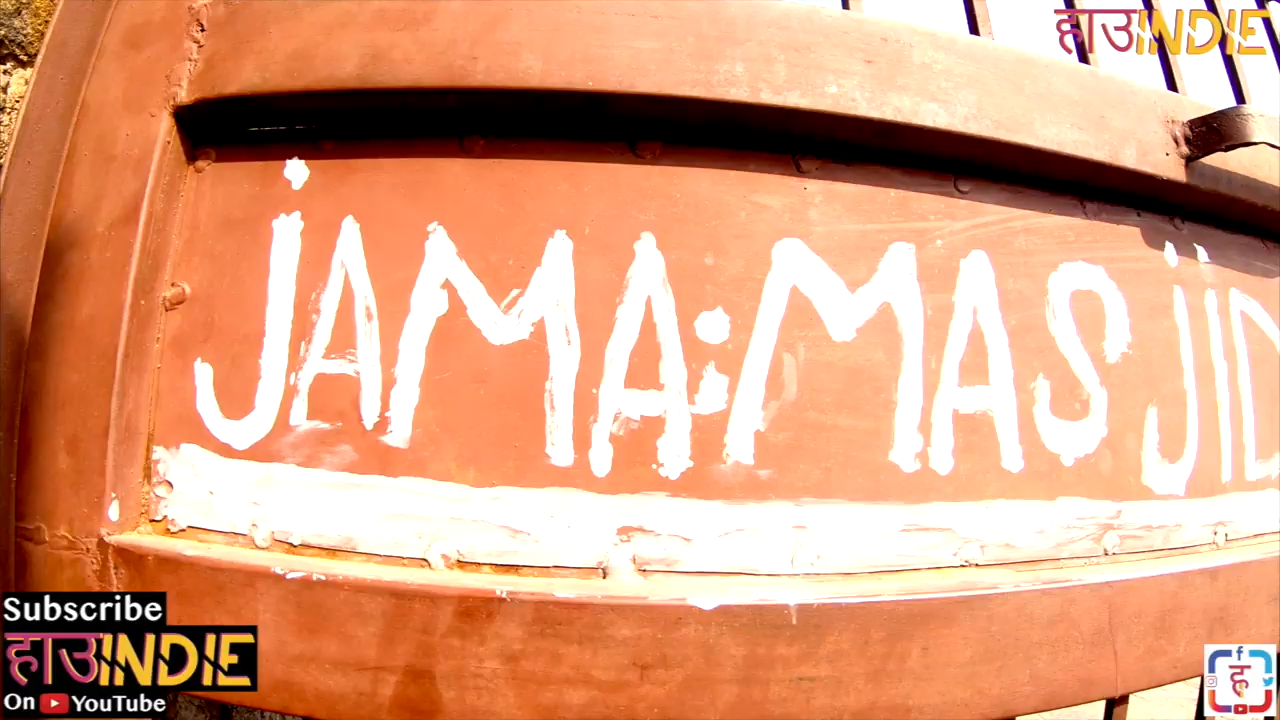 हाउINDIE
JAMA:MASJID
Subscribe
हाउINDIE
On YouTube
ह